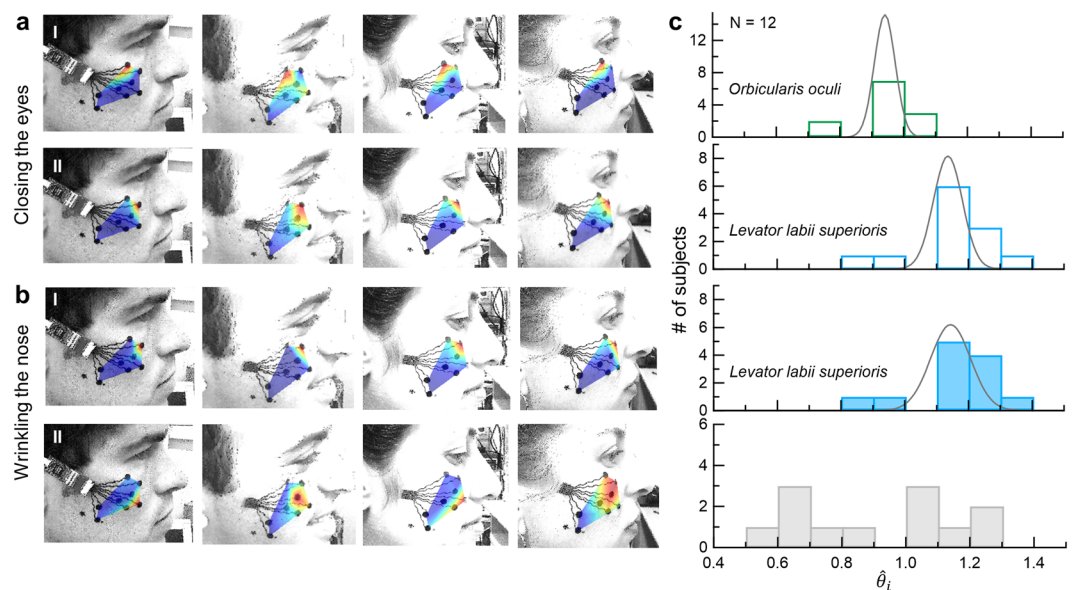 a
Closing the eyes
I
II
b
Wrinkling the nose
I
II
c
N = 12
Orbicularis oculi
12
8
4
0
Levator labii superioris
8
6
4
2
0
Levator labii superioris
8
6
4
2
0
6
4
2
0
# of subjects
0.4 0.6 0.8 1.0 1.2 1.4
θ̂ᵢ